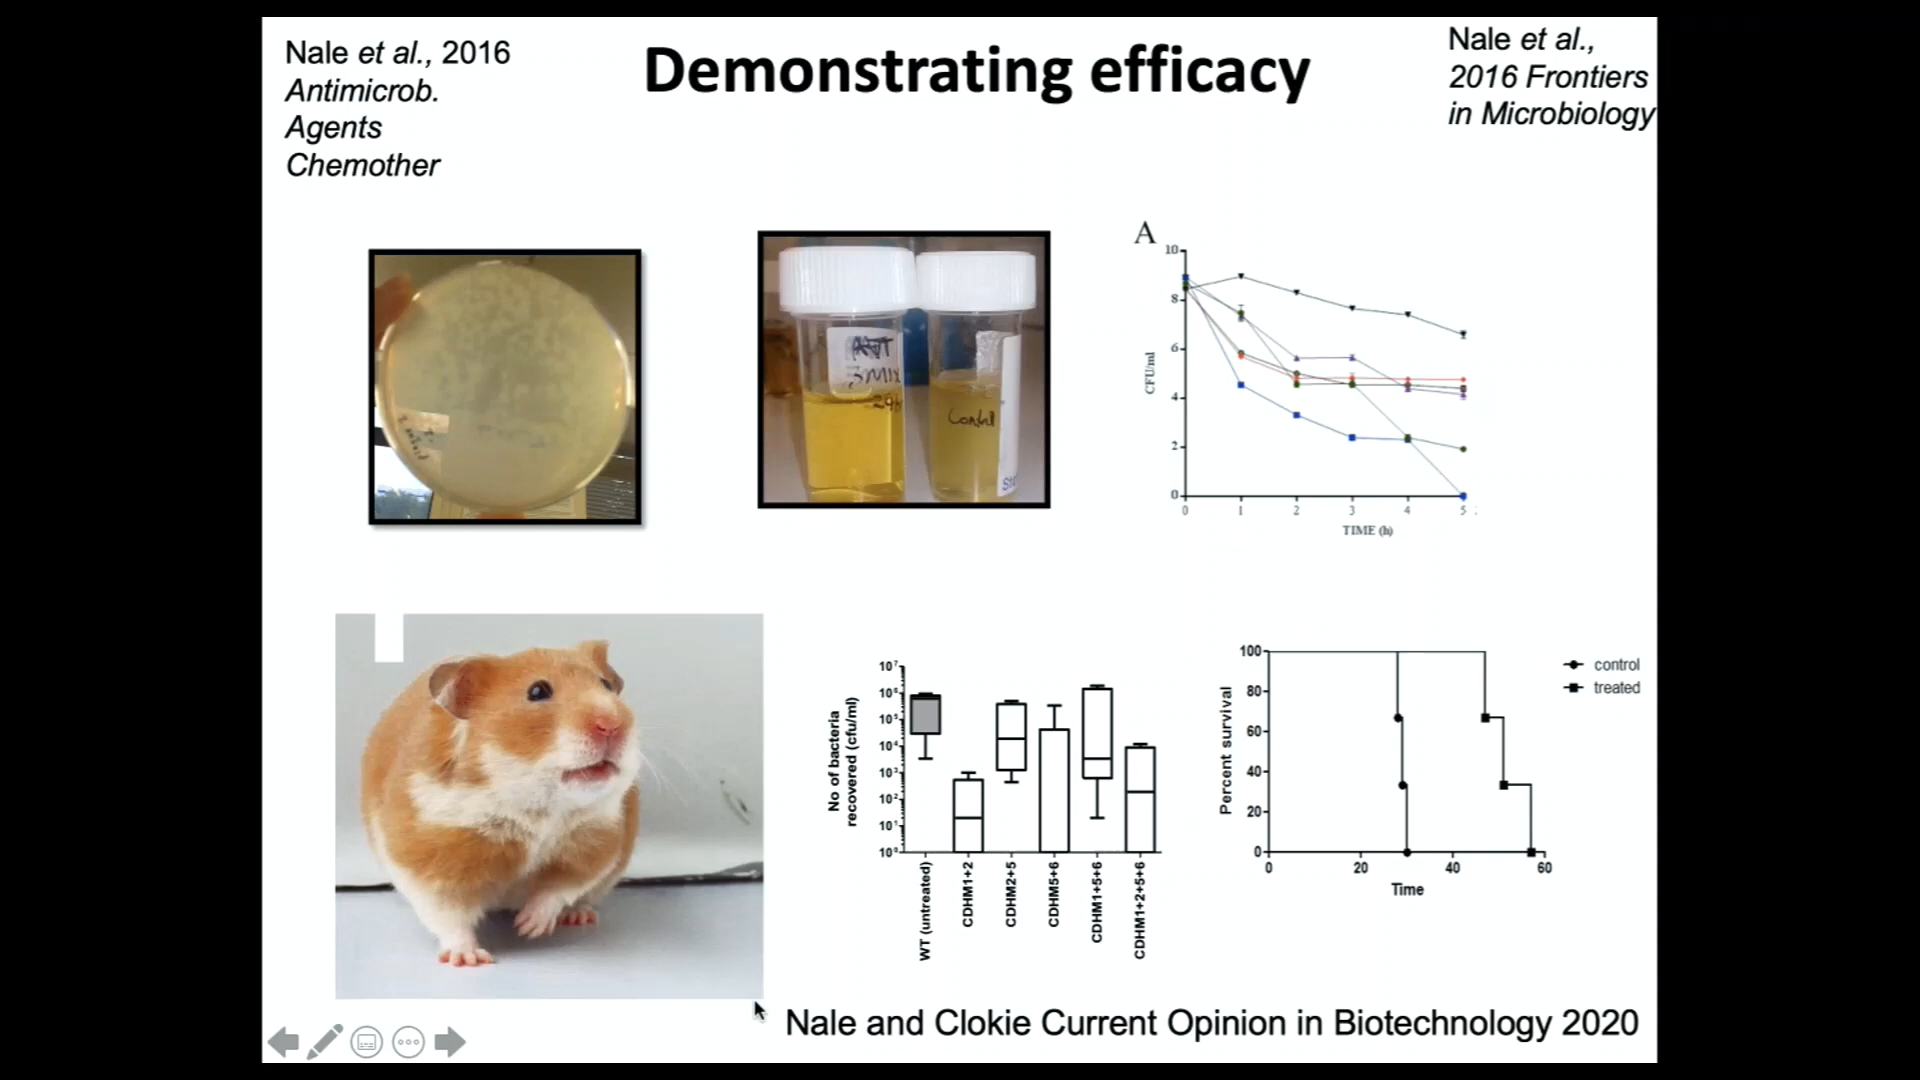 Nale et al., 2016
Antimicrob.
Agents
Chemother
Demonstrating efficacy
Nale et al.,
2016 Frontiers
in Microbiology
Control
A
10
8
6
4
2
0
CFU/ml
0 1 2 3 4 5
TIME (h)
No of bacteria
recovered (cfu/ml)
10⁷
10⁶
10⁵
10⁴
10³
10²
10¹
10⁰
WT (untreated)
CDHM1+2
CDHM2+5
CDHM5+6
CDHM1+5+6
CDHM1+2+5+6
Percent survival
100
80
60
40
20
0
0 20 40 60
Time
control
treated
Nale and Clokie Current Opinion in Biotechnology 2020